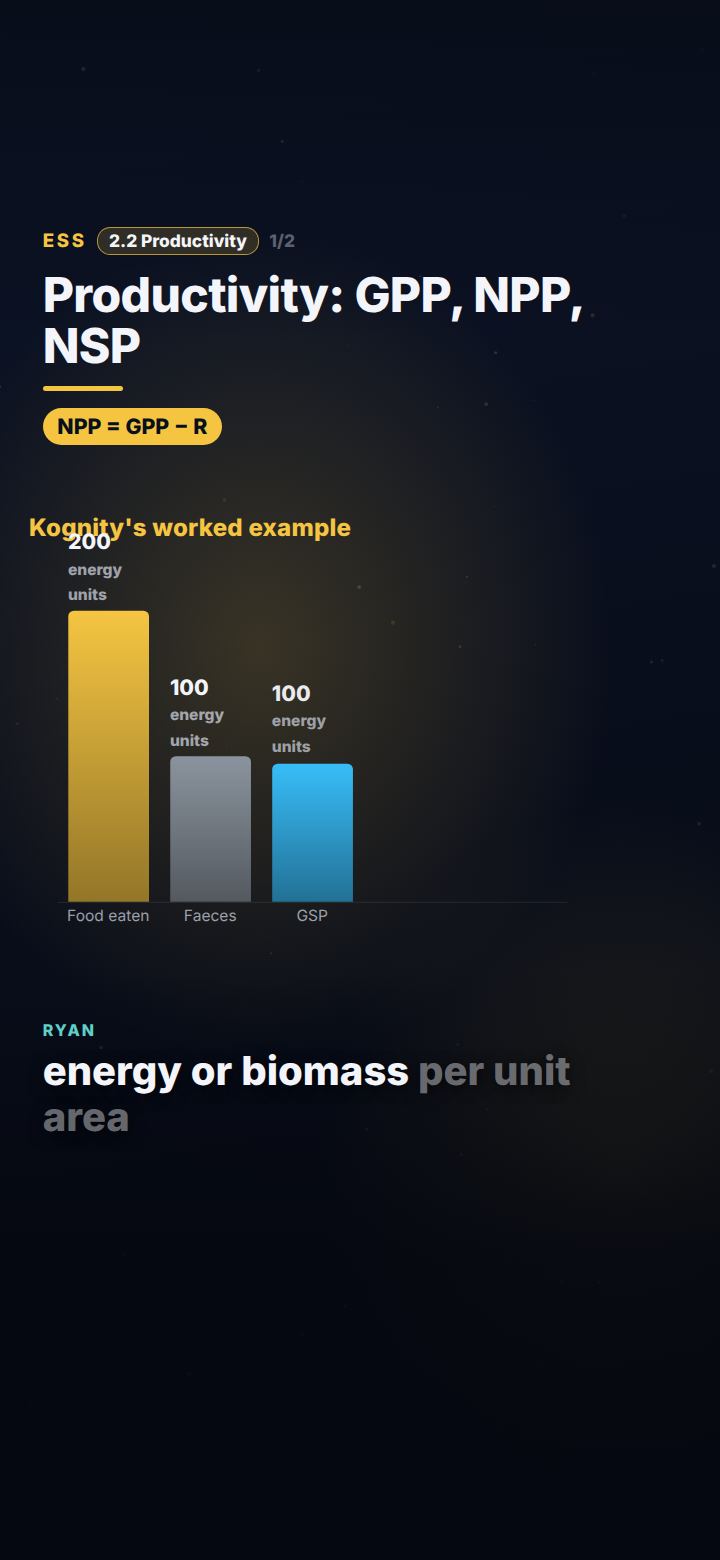 ESS 2.2 Productivity 1/2
Productivity: GPP, NPP,
NSP
NPP = GPP − R
Kognity's worked example
200
energy
units
100
energy
units
100
energy
units
Food eaten Faeces GSP
RYAN
energy or biomass per unit
area